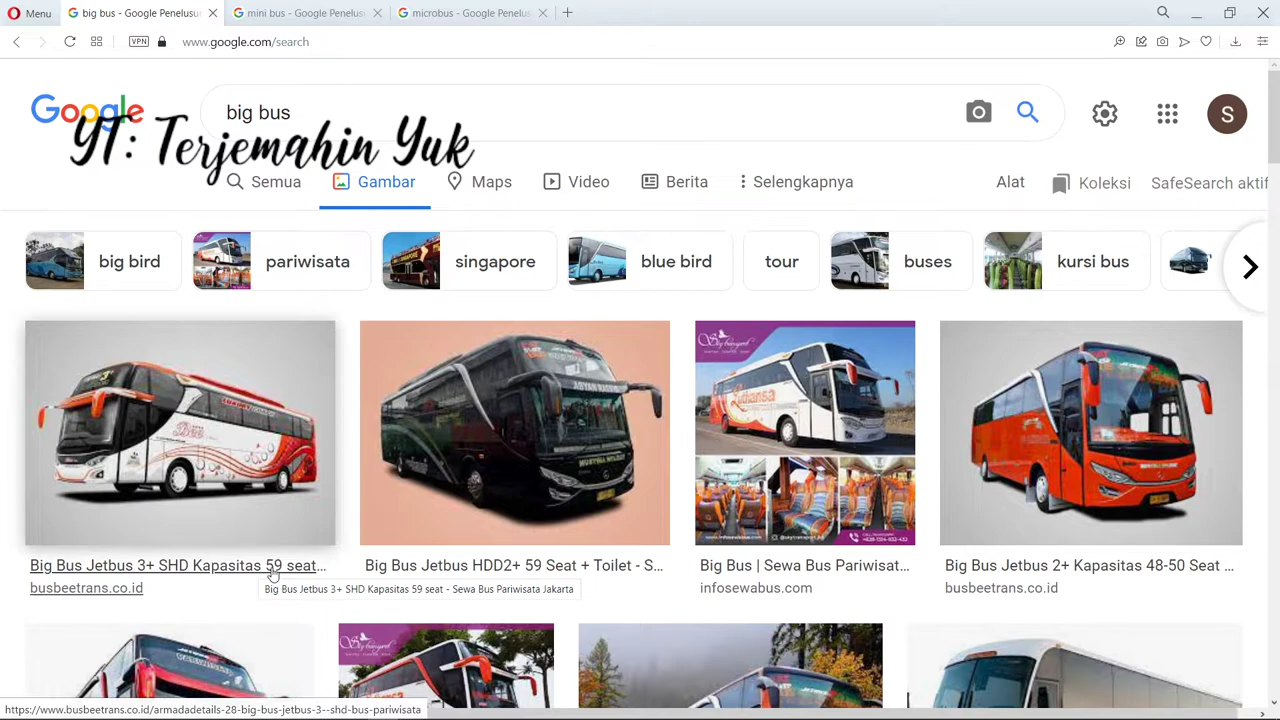 Menu
big bus - Google Penelusu
mini bus - Google Penelus
microbus - Google Penelus
VPN
www.google.com/search
Google
big bus
S
YT: Terjemahin Yuk
Semua
Gambar
Maps
Video
Berita
Selengkapnya
Alat
Koleksi
SafeSearch aktif
big bird
pariwisata
singapore
blue bird
tour
buses
kursi bus
Big Bus Jetbus 3+ SHD Kapasitas 59 seat...
busbeetrans.co.id
Big Bus Jetbus HDD2+ 59 Seat + Toilet - S...
Big Bus | Sewa Bus Pariwisat...
infosewabus.com
Big Bus Jetbus 2+ Kapasitas 48-50 Seat ...
busbeetrans.co.id
Big Bus Jetbus 3+ SHD Kapasitas 59 seat - Sewa Bus Pariwisata Jakarta
https://www.busbeetrans.co.id/armadadetails-28-big-bus-jetbus-3--shd-bus-pariwisata